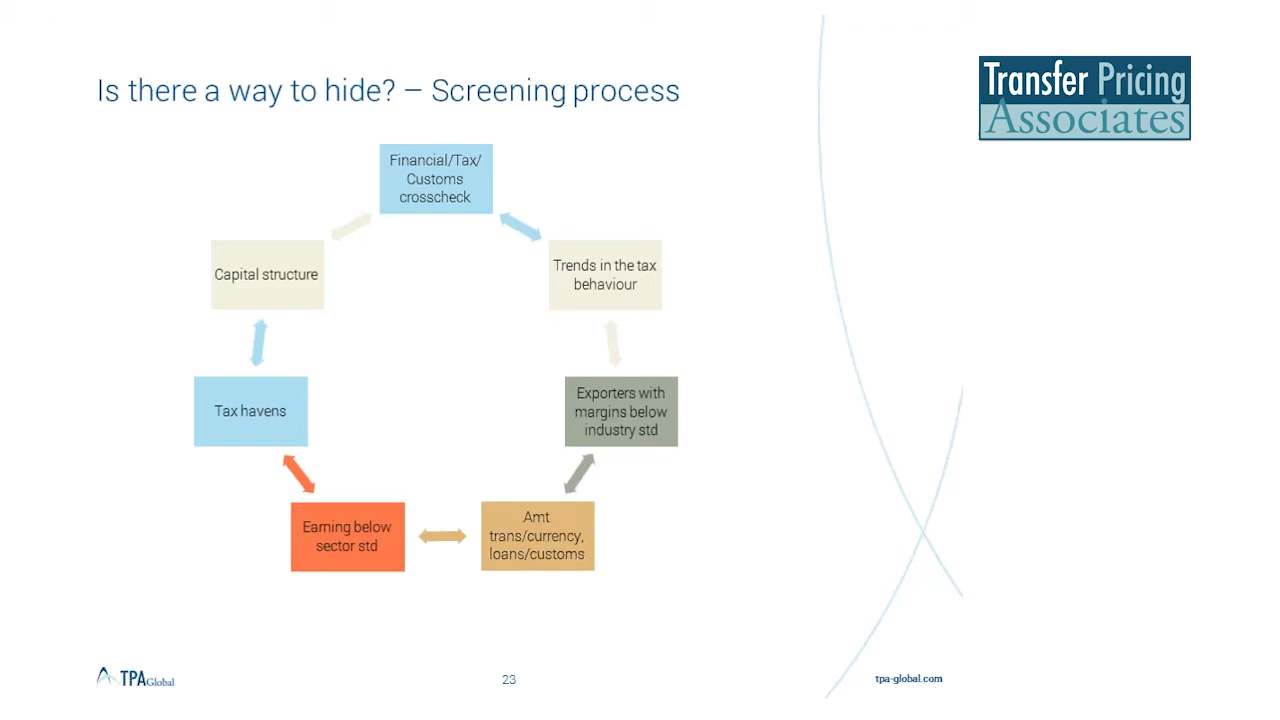 Is there a way to hide? – Screening process
Transfer Pricing
Associates
Financial/Tax/
Customs
crosscheck
Capital structure
Trends in the tax
behaviour
Tax havens
Exporters with
margins below
industry std
Earning below
sector std
Amt
trans/currency,
loans/customs
TPA Global
23
tpa-global.com